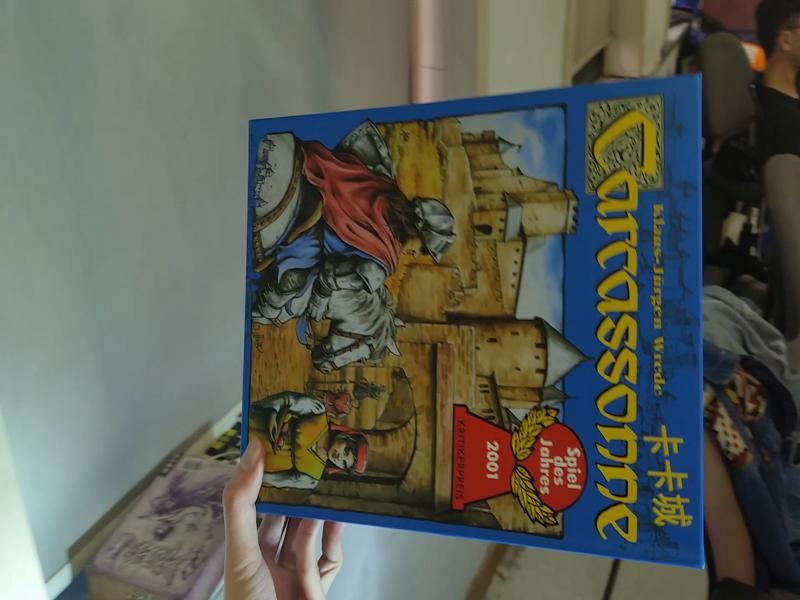 Klaus-Jürgen Wrede
卡卡城
Carcassonne
Spiel
des
Jahres
2001
KRITIKERPREIS